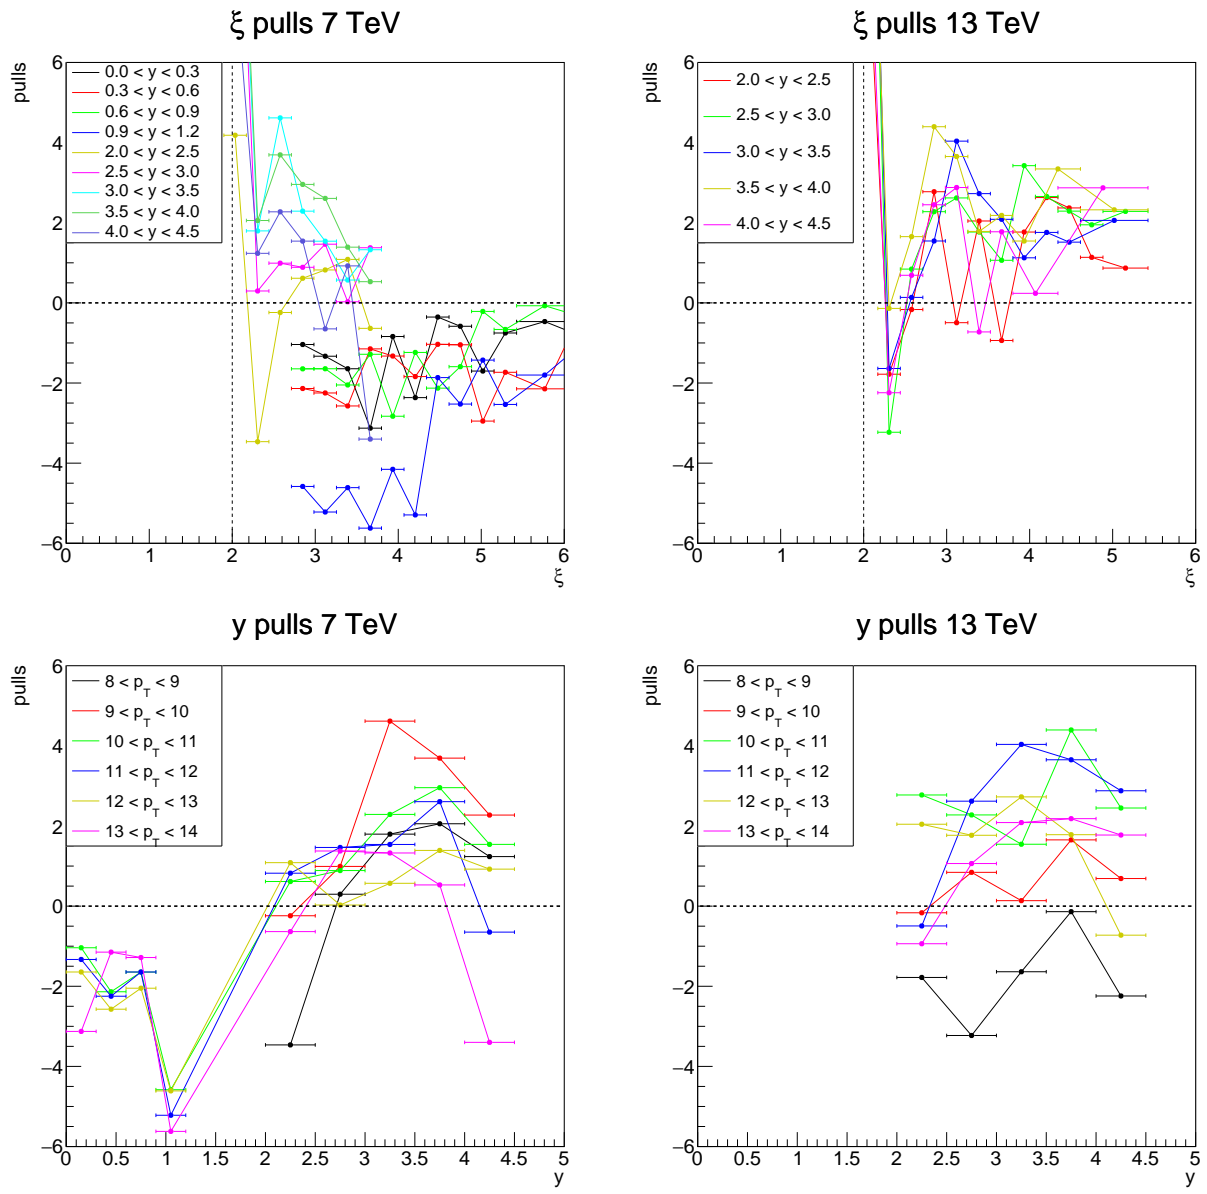 ξ pulls 7 TeV
pulls
6
4
2
0
−2
−4
−6
0.0 < y < 0.3
0.3 < y < 0.6
0.6 < y < 0.9
0.9 < y < 1.2
2.0 < y < 2.5
2.5 < y < 3.0
3.0 < y < 3.5
3.5 < y < 4.0
4.0 < y < 4.5
0 1 2 3 4 5 6
ξ
ξ pulls 13 TeV
pulls
6
4
2
0
−2
−4
−6
2.0 < y < 2.5
2.5 < y < 3.0
3.0 < y < 3.5
3.5 < y < 4.0
4.0 < y < 4.5
0 1 2 3 4 5 6
ξ
y pulls 7 TeV
pulls
6
4
2
0
−2
−4
−6
8 < p_T < 9
9 < p_T < 10
10 < p_T < 11
11 < p_T < 12
12 < p_T < 13
13 < p_T < 14
0 0.5 1 1.5 2 2.5 3 3.5 4 4.5 5
y
y pulls 13 TeV
pulls
6
4
2
0
−2
−4
−6
8 < p_T < 9
9 < p_T < 10
10 < p_T < 11
11 < p_T < 12
12 < p_T < 13
13 < p_T < 14
0 0.5 1 1.5 2 2.5 3 3.5 4 4.5 5
y